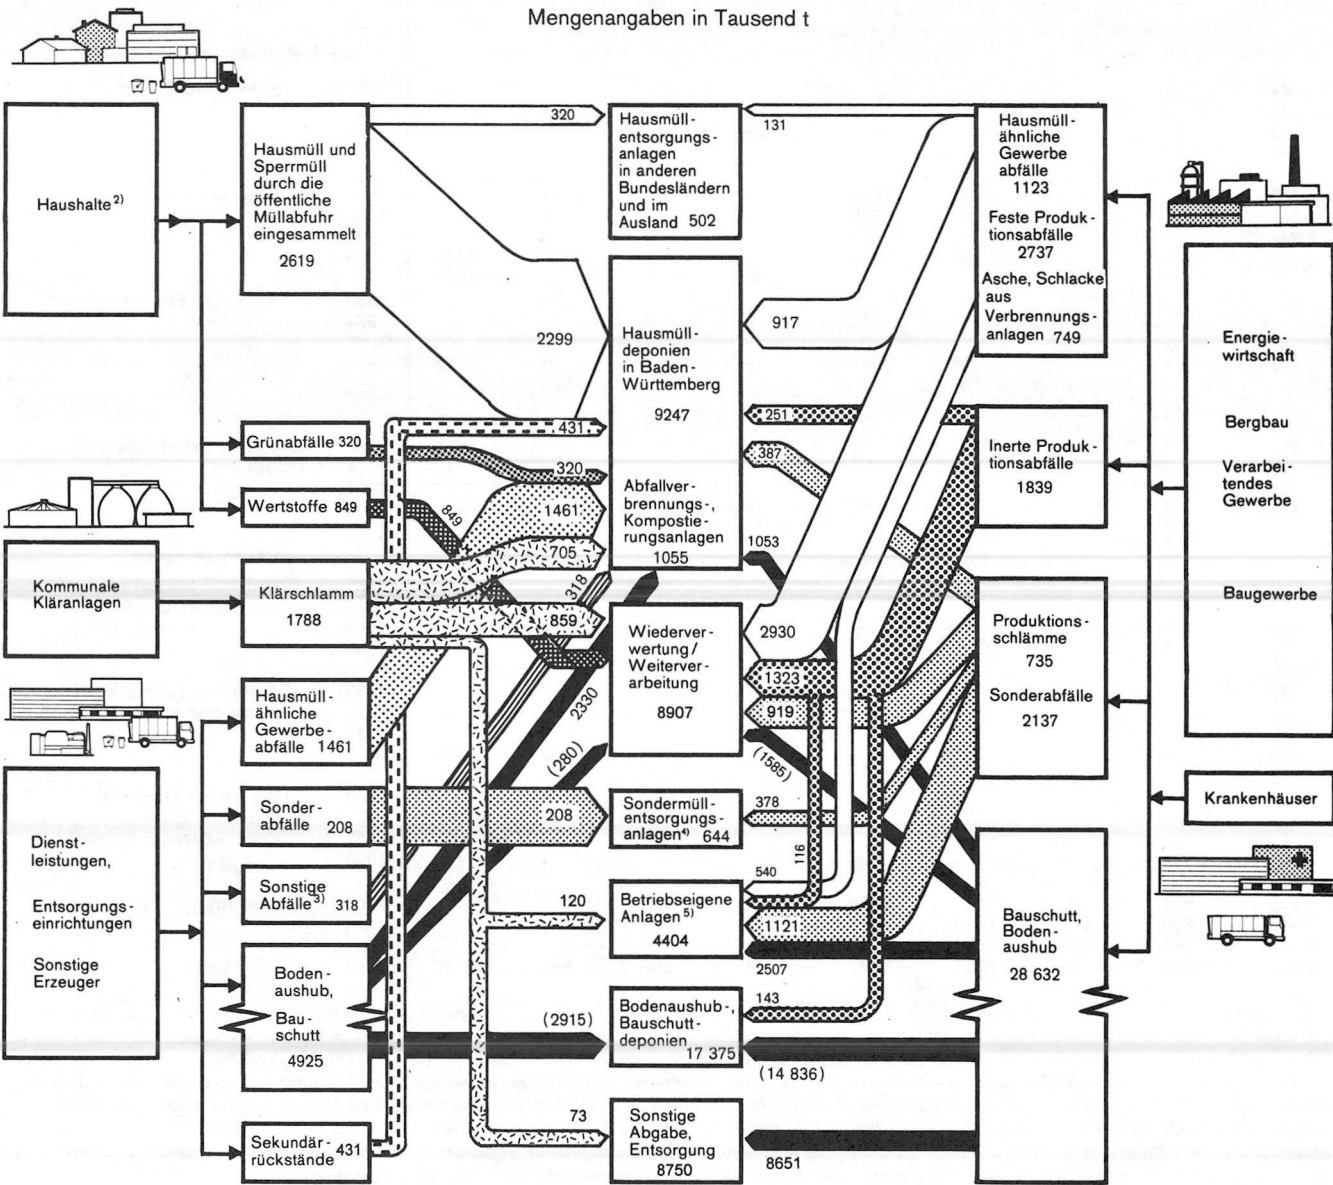 Mengenangaben in Tausend t
Haushalte²⁾
Hausmüll und
Sperrmüll
durch die
öffentliche
Müllabfuhr
eingesammelt
2619
320
Hausmüll-
entsorgungs-
anlagen
in anderen
Bundesländern
und im
Ausland 502
131
Hausmüll-
ähnliche
Gewerbe
abfälle
1123
Feste Produk-
tionsabfälle
2737
Asche, Schlacke
aus
Verbrennungs-
anlagen 749
2299
Hausmüll
deponien
in Baden-
Württemberg
9247
917
Energie-
wirtschaft
Bergbau
Verarbei-
tendes
Gewerbe
Baugewerbe
Grünabfälle 320
431
320
251
387
Inerte Produk-
tionsabfälle
1839
Wertstoffe 849
849
1461
705
Abfallver-
brennungs-,
Kompostie-
rungsanlagen
1055
1053
Kommunale
Kläranlagen
Klärschlamm
1788
318
859
Wiederver-
wertung/
Weiterver-
arbeitung
8907
2930
1323
919
Produktions-
schlämme
735
Sonderabfälle
2137
Hausmüll-
ähnliche
Gewerbe-
abfälle 1461
2330
(280)
(1585)
Krankenhäuser
Sonder-
abfälle 208
208
Sondermüll
entsorgungs-
anlagen⁴⁾ 644
378
116
Dienst-
leistungen,
Entsorgungs-
einrichtungen
Sonstige
Erzeuger
Sonstige
Abfälle³⁾ 318
120
Betriebseigene
Anlagen⁵⁾
4404
540
1121
2507
Bauschutt,
Boden-
aushub
28 632
Boden-
aushub,
Bau-
schutt
4925
(2915)
Bodenaushub-,
Bauschutt-
deponien
17 375
143
(14 836)
Sekundär-
rückstände 431
73
Sonstige
Abgabe,
Entsorgung
8750
8651